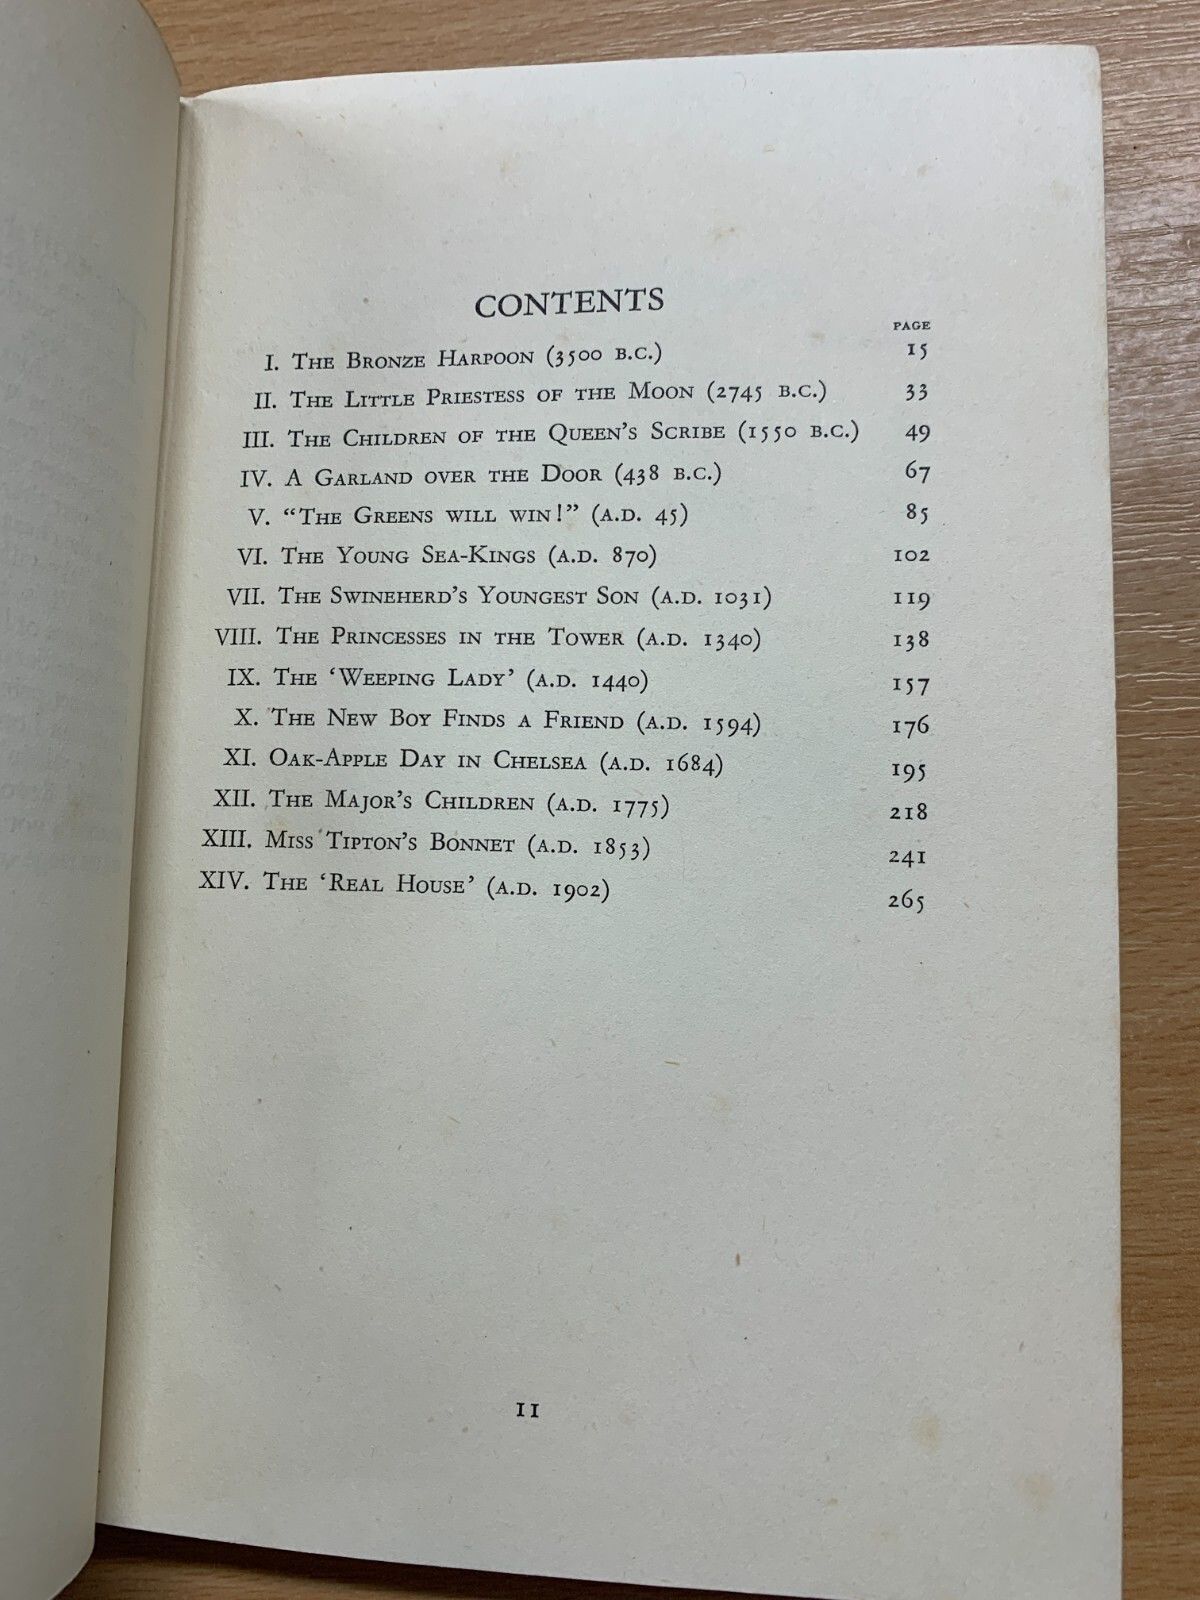 CONTENTS
PAGE
I. The Bronze Harpoon (3500 B.C.) 15
II. The Little Priestess of the Moon (2745 B.C.) 33
III. The Children of the Queen's Scribe (1550 B.C.) 49
IV. A Garland over the Door (438 B.C.) 67
V. "The Greens will win!" (A.D. 45) 85
VI. The Young Sea-Kings (A.D. 870) 102
VII. The Swineherd's Youngest Son (A.D. 1031) 119
VIII. The Princesses in the Tower (A.D. 1340) 138
IX. The 'Weeping Lady' (A.D. 1440) 157
X. The New Boy Finds a Friend (A.D. 1594) 176
XI. Oak-Apple Day in Chelsea (A.D. 1684) 195
XII. The Major's Children (A.D. 1775) 218
XIII. Miss Tipton's Bonnet (A.D. 1853) 241
XIV. The 'Real House' (A.D. 1902) 265
11